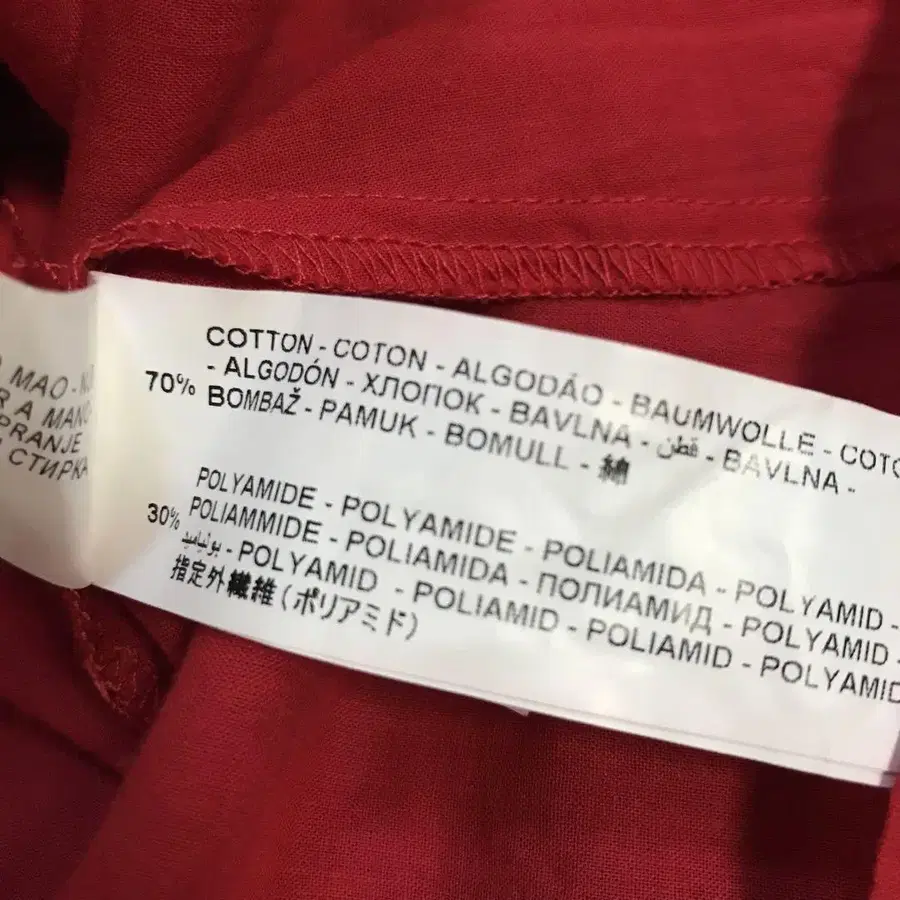 MAO -
A MANO
PRANJE
СТИРКА
COTTON - COTON - ALGODÃO - BAUMWOLLE - COTO
70% - ALGODÓN - ХЛОПОК - BAVLNA - قطن - BAVLNA -
BOMBAŽ - PAMUK - BOMULL - 綿
POLYAMIDE - POLYAMIDE - POLIAMIDA - POLYAMID -
30% POLIAMMIDE - POLIAMIDA - ПОЛИАМИД - POLYAMID -
بوليأميد - POLYAMID - POLIAMID - POLIAMID - POLYAMID
指定外繊維(ポリアミド)